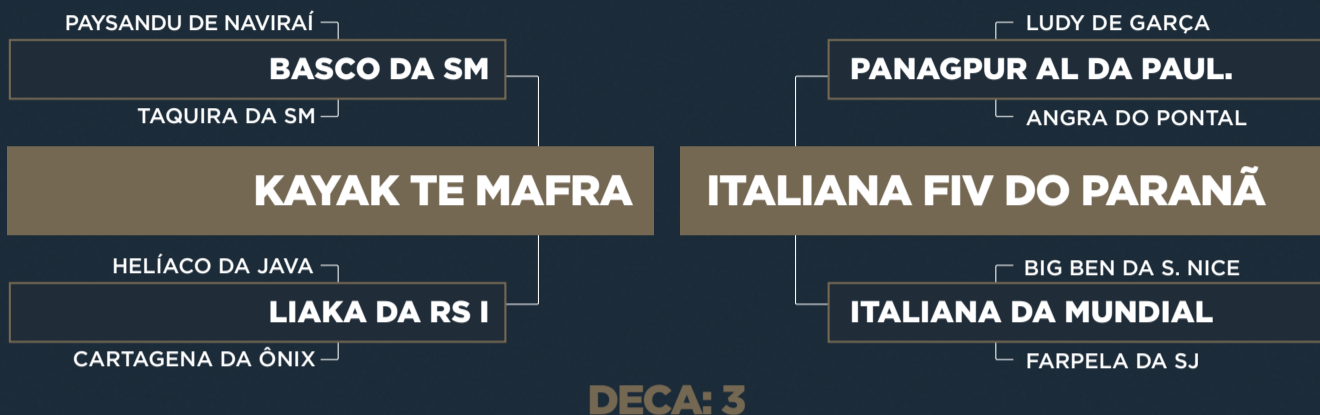 PAYSANDU DE NAVIRAÍ
BASCO DA SM
TAQUIRA DA SM
KAYAK TE MAFRA
HELÍACO DA JAVA
LIAKA DA RS I
CARTAGENA DA ÔNIX
LUDY DE GARÇA
PANAGPUR AL DA PAUL.
ANGRA DO PONTAL
ITALIANA FIV DO PARANÃ
BIG BEN DA S. NICE
ITALIANA DA MUNDIAL
FARPELA DA SJ
DECA: 3